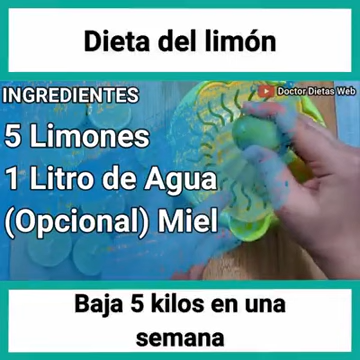 Dieta del limón
Doctor Dietas Web
INGREDIENTES
5 Limones
1 Litro de Agua
(Opcional) Miel
Baja 5 kilos en una
semana